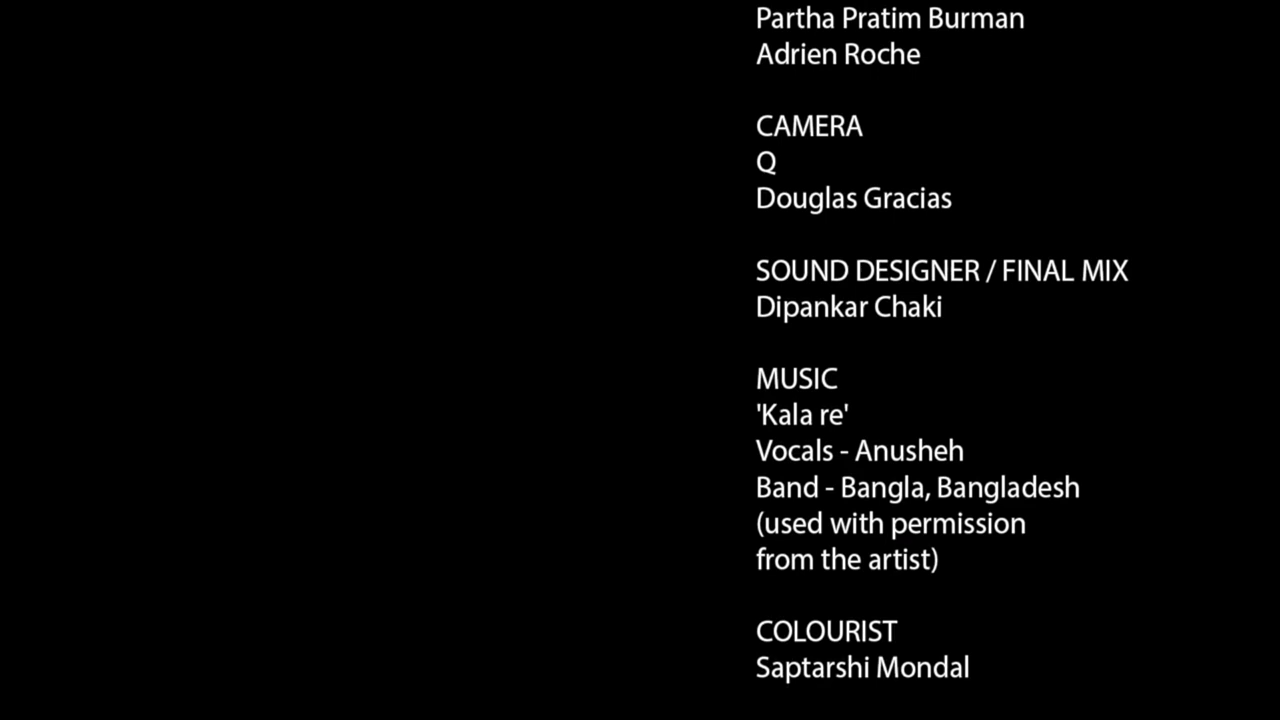 Partha Pratim Burman
Adrien Roche
CAMERA
Q
Douglas Gracias
SOUND DESIGNER / FINAL MIX
Dipankar Chaki
MUSIC
'Kala re'
Vocals - Anusheh
Band - Bangla, Bangladesh
(used with permission
from the artist)
COLOURIST
Saptarshi Mondal